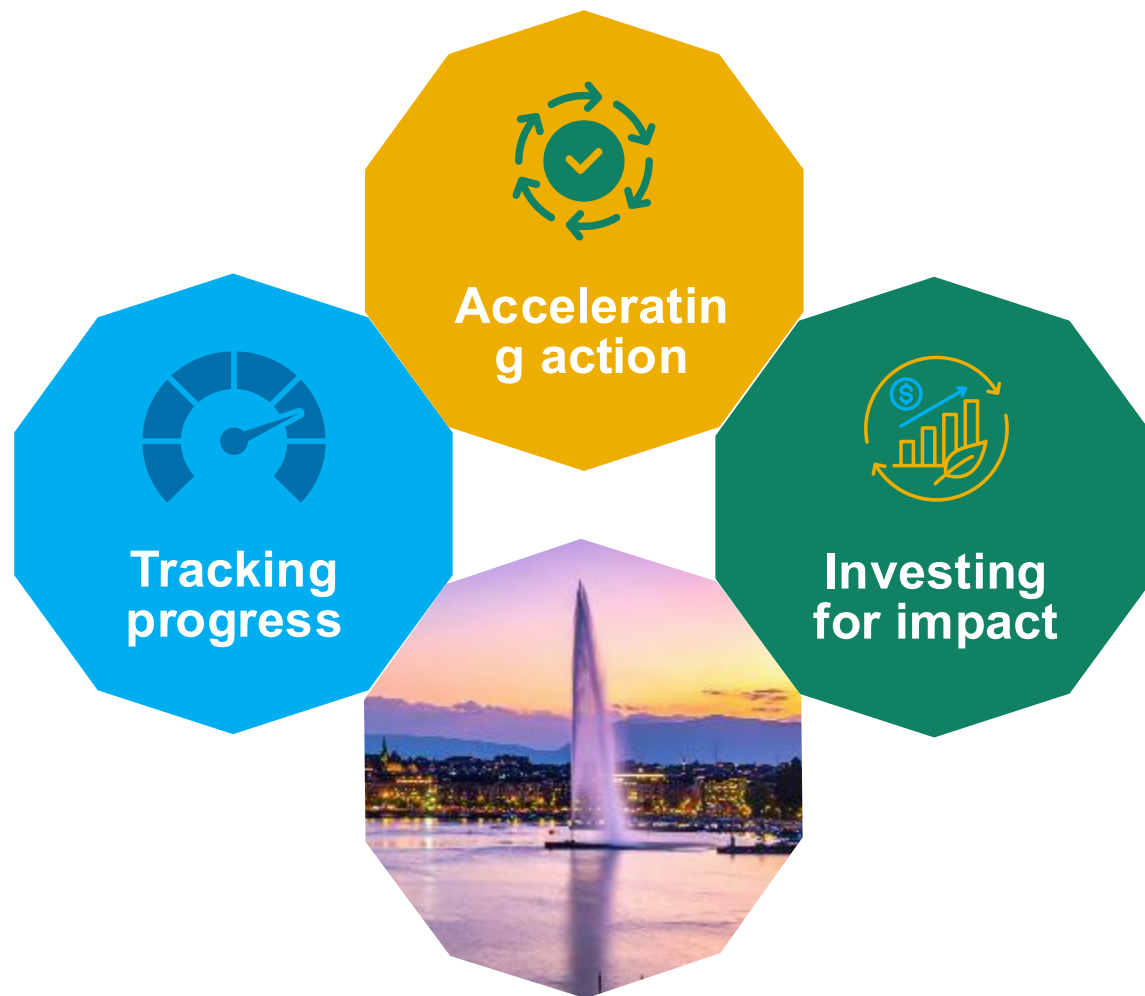 Acceleratin
g action
Tracking
progress
$
Investing
for impact